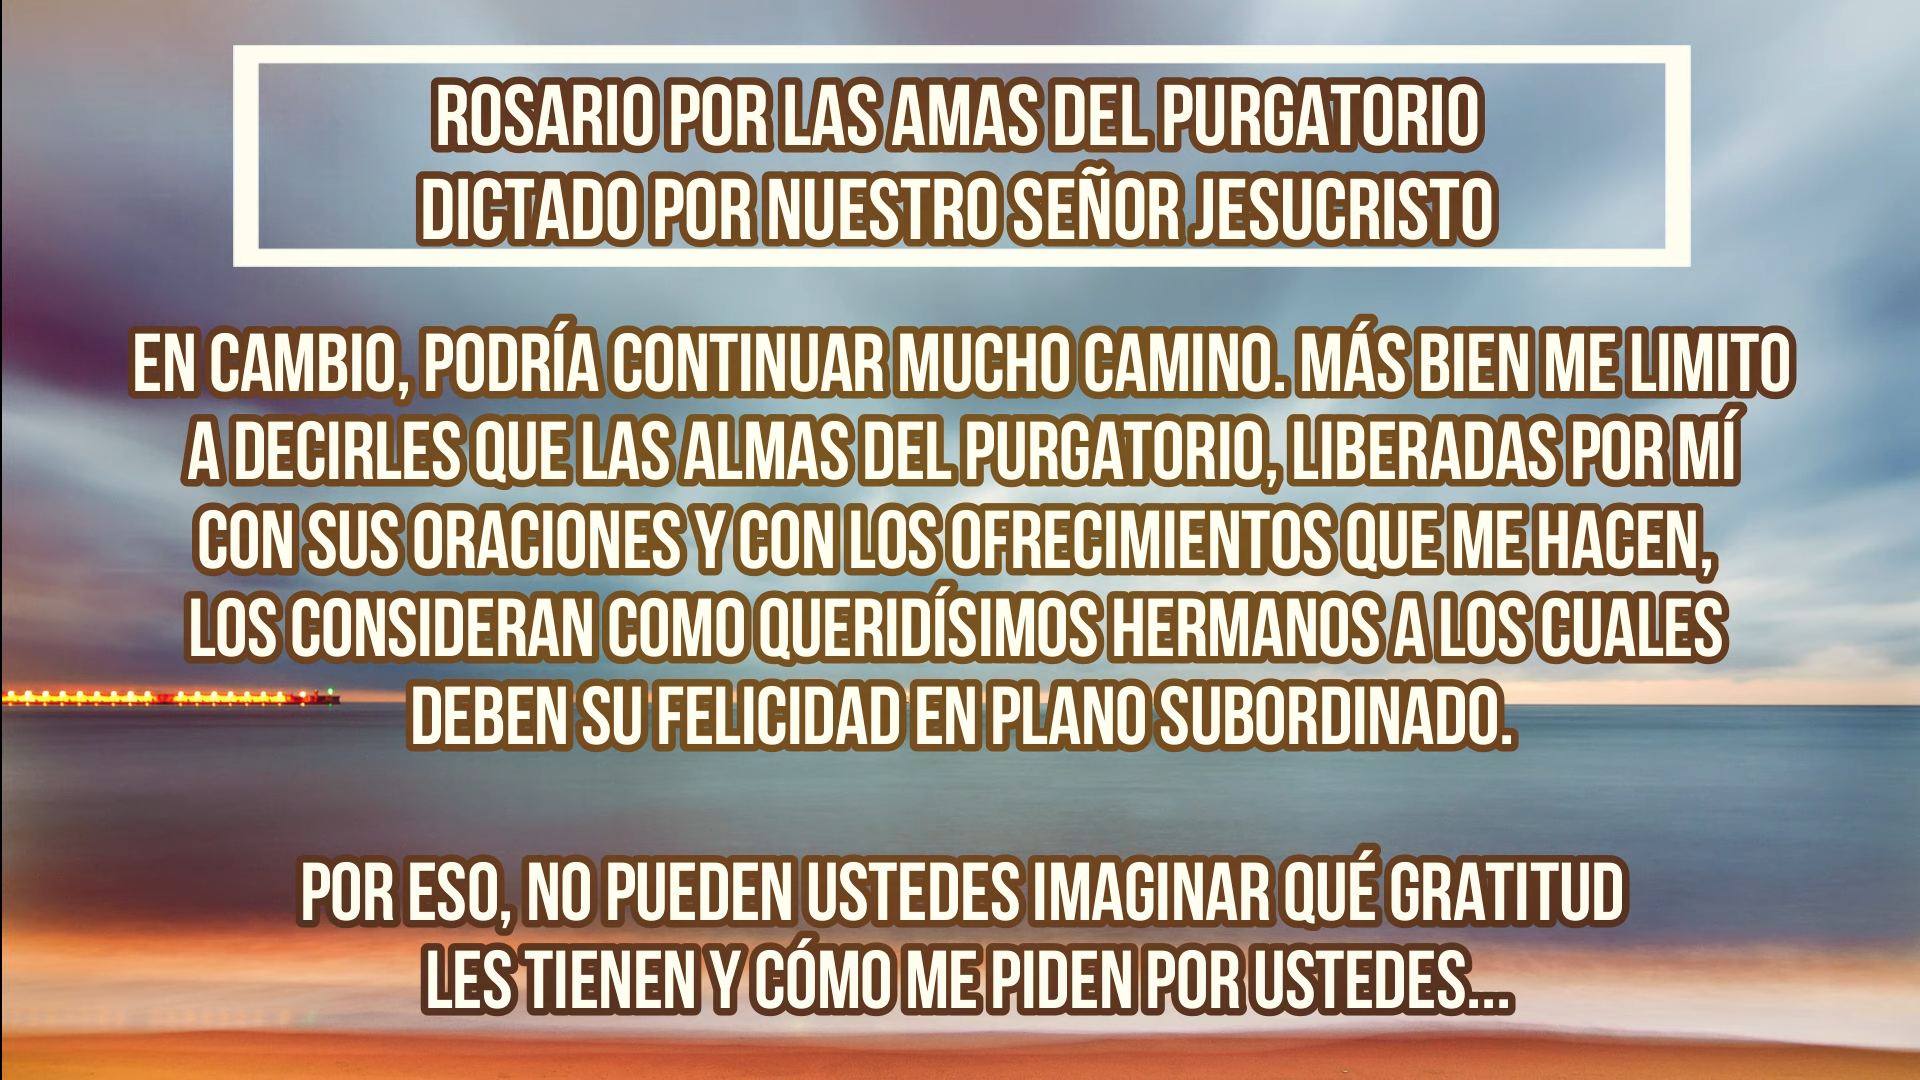 ROSARIO POR LAS AMAS DEL PURGATORIO
DICTADO POR NUESTRO SEÑOR JESUCRISTO
EN CAMBIO, PODRÍA CONTINUAR MUCHO CAMINO. MÁS BIEN ME LIMITO
A DECIRLES QUE LAS ALMAS DEL PURGATORIO, LIBERADAS POR MÍ
CON SUS ORACIONES Y CON LOS OFRECIMIENTOS QUE ME HACEN,
LOS CONSIDERAN COMO QUERIDÍSIMOS HERMANOS A LOS CUALES
DEBEN SU FELICIDAD EN PLANO SUBORDINADO.
POR ESO, NO PUEDEN USTEDES IMAGINAR QUÉ GRATITUD
LES TIENEN Y CÓMO ME PIDEN POR USTEDES...